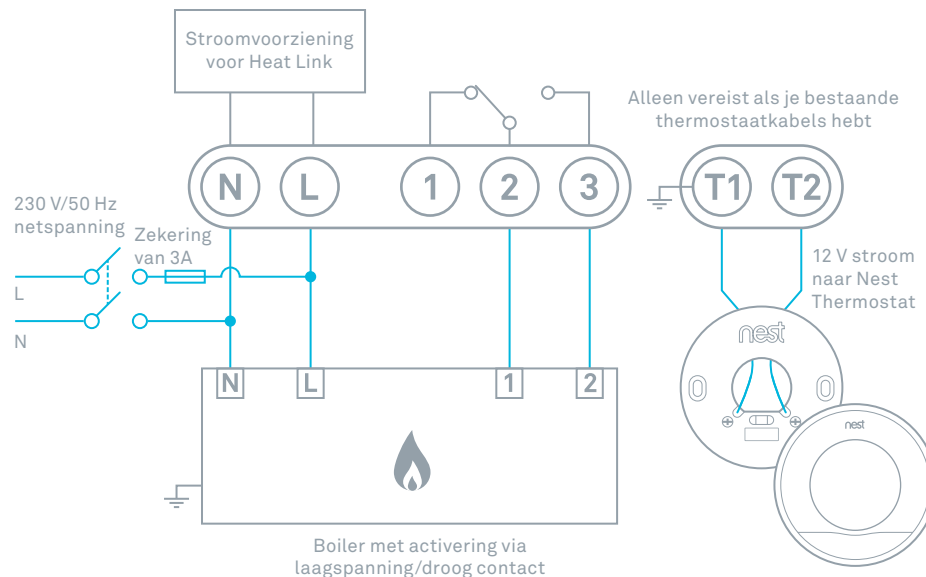 Stroomvoorziening
voor Heat Link
Alleen vereist als je bestaande
thermostaatkabels hebt
N
L
1
2
3
T1
T2
230 V/50 Hz
netspanning
Zekering
van 3A
L
N
12 V stroom
naar Nest
Thermostat
nest
nest
N
L
1
2
Boiler met activering via
laagspanning/droog contact